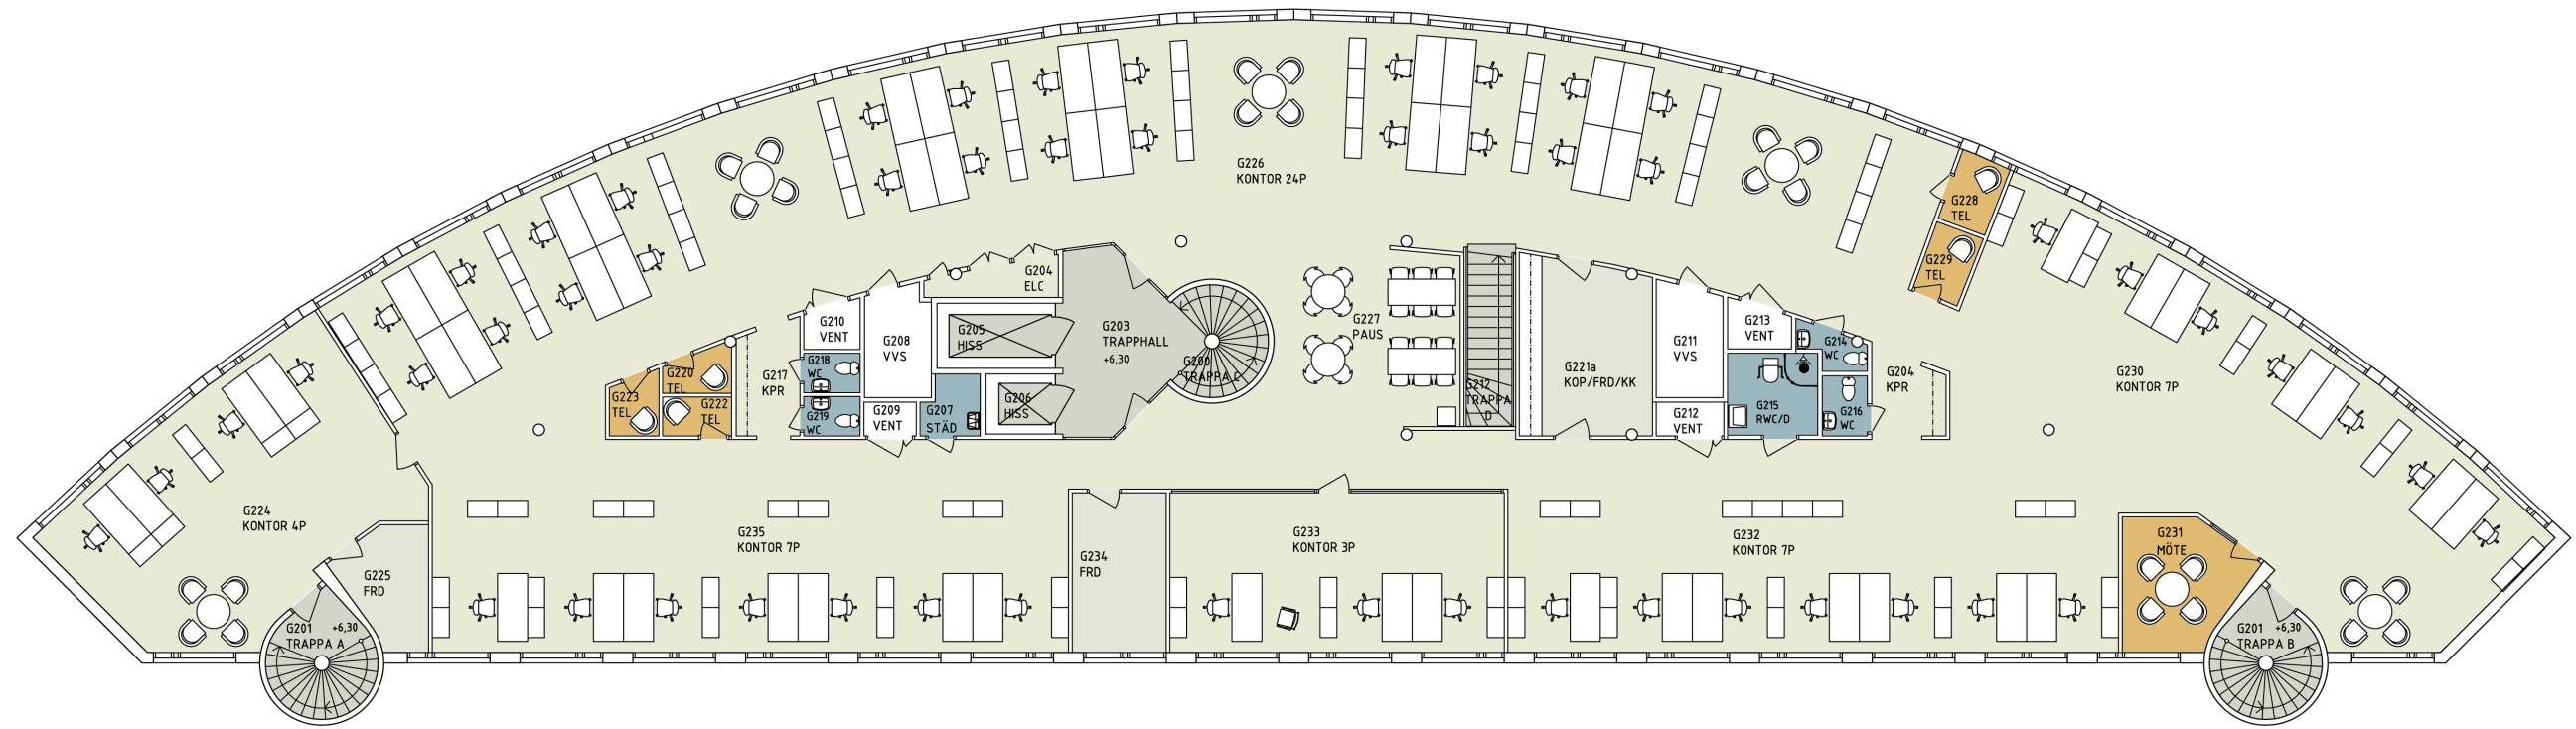 G226
KONTOR 24P
G228
TEL
G229
TEL
G204
ELC
G210
VENT
G208
VVS
G205
HISS
G203
TRAPPHALL
+6,30
G200
TRAPPA C
G227
PAUS
G218
WC
G217
KPR
G220
TEL
G223
TEL
G222
TEL
G219
WC
G209
VENT
G207
STÄD
G206
HISS
G212
TRAPPA
D
G221a
KOP/FRD/KK
G211
VVS
G213
VENT
G214
WC
G212
VENT
G215
RWC/D
G216
WC
G204
KPR
G230
KONTOR 7P
G224
KONTOR 4P
G225
FRD
G201 +6,30
TRAPPA A
G235
KONTOR 7P
G234
FRD
G233
KONTOR 3P
G232
KONTOR 7P
G231
MÖTE
G201 +6,30
TRAPPA B